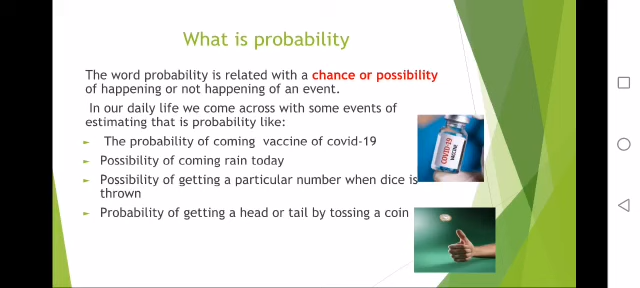 What is probability
The word probability is related with a chance or possibility
of happening or not happening of an event.
In our daily life we come across with some events of
estimating that is probability like:
► The probability of coming vaccine of covid-19
► Possibility of coming rain today
► Possibility of getting a particular number when dice is
thrown
► Probability of getting a head or tail by tossing a coin
COVID-19
VACCINE